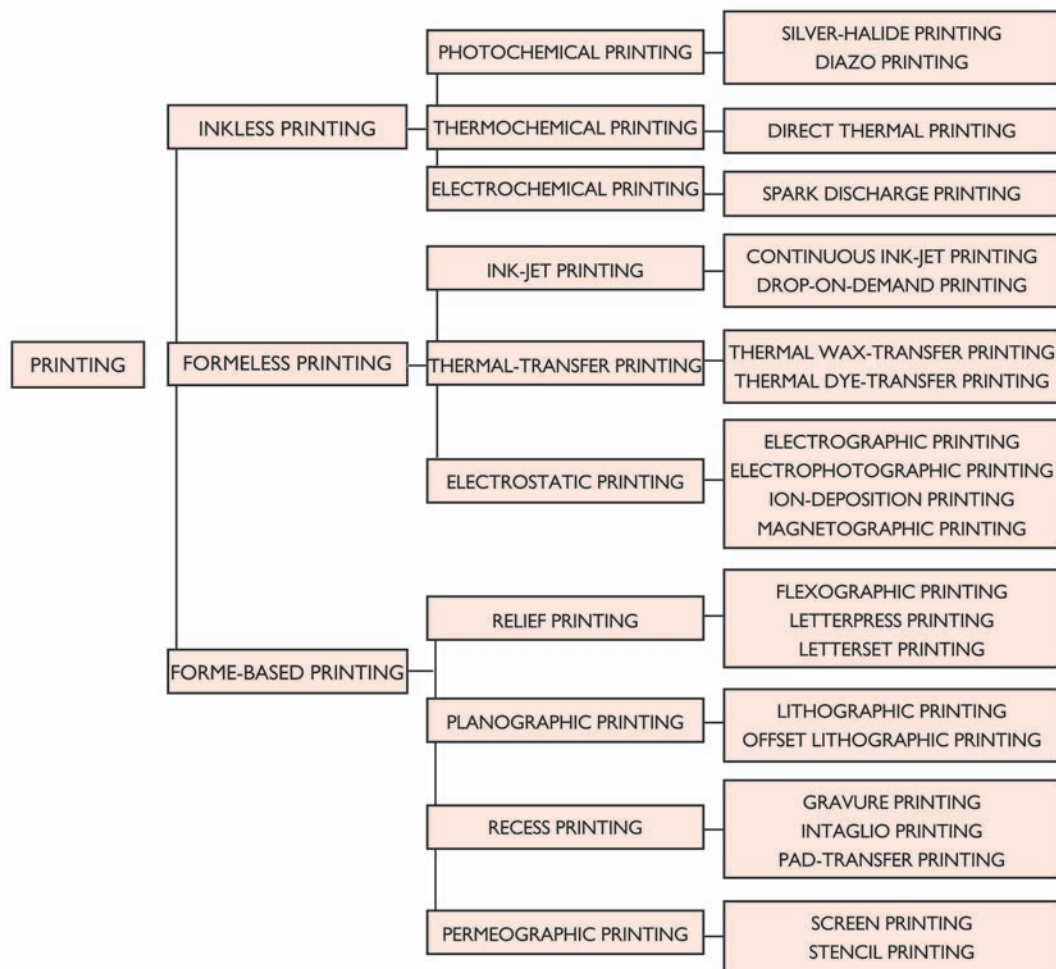 PRINTING
INKLESS PRINTING
PHOTOCHEMICAL PRINTING
SILVER-HALIDE PRINTING
DIAZO PRINTING
THERMOCHEMICAL PRINTING
DIRECT THERMAL PRINTING
ELECTROCHEMICAL PRINTING
SPARK DISCHARGE PRINTING
FORMELESS PRINTING
INK-JET PRINTING
CONTINUOUS INK-JET PRINTING
DROP-ON-DEMAND PRINTING
THERMAL-TRANSFER PRINTING
THERMAL WAX-TRANSFER PRINTING
THERMAL DYE-TRANSFER PRINTING
ELECTROSTATIC PRINTING
ELECTROGRAPHIC PRINTING
ELECTROPHOTOGRAPHIC PRINTING
ION-DEPOSITION PRINTING
MAGNETOGRAPHIC PRINTING
FORME-BASED PRINTING
RELIEF PRINTING
FLEXOGRAPHIC PRINTING
LETTERPRESS PRINTING
LETTERSET PRINTING
PLANOGRAPHIC PRINTING
LITHOGRAPHIC PRINTING
OFFSET LITHOGRAPHIC PRINTING
RECESS PRINTING
GRAVURE PRINTING
INTAGLIO PRINTING
PAD-TRANSFER PRINTING
PERMEOGRAPHIC PRINTING
SCREEN PRINTING
STENCIL PRINTING